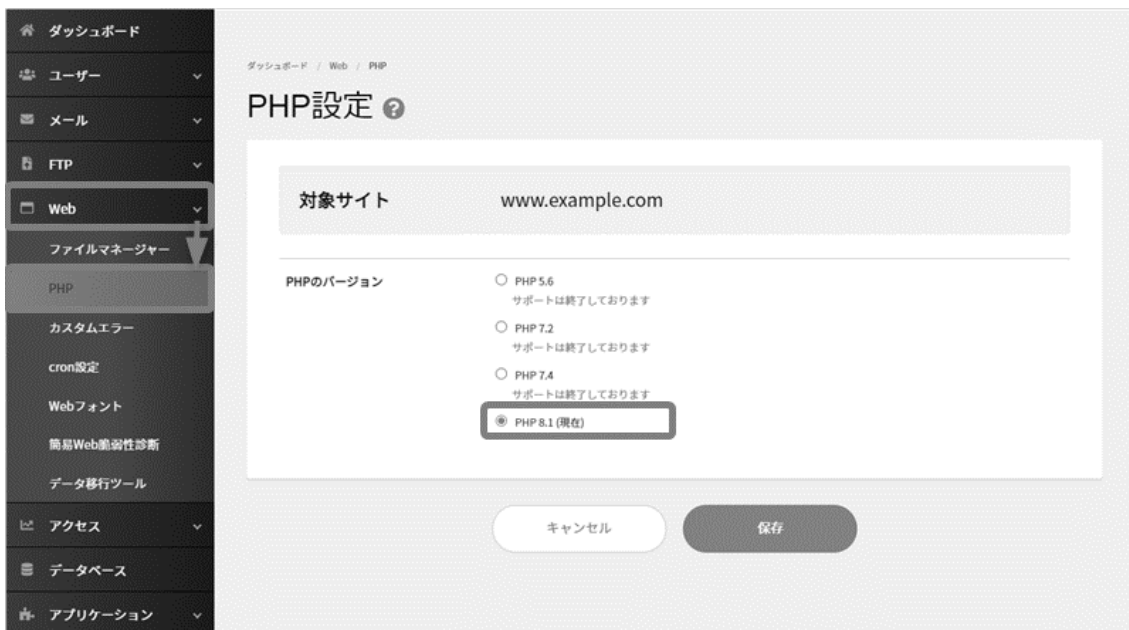 ダッシュボード
ユーザー
メール
FTP
Web
ファイルマネージャー
PHP
カスタムエラー
cron設定
Webフォント
簡易Web脆弱性診断
データ移行ツール
アクセス
データベース
アプリケーション
ダッシュボード / Web / PHP
PHP設定 ?
対象サイト www.example.com
PHPのバージョン
PHP 5.6
サポートは終了しております
PHP 7.2
サポートは終了しております
PHP 7.4
サポートは終了しております
PHP 8.1 (現在)
キャンセル 保存